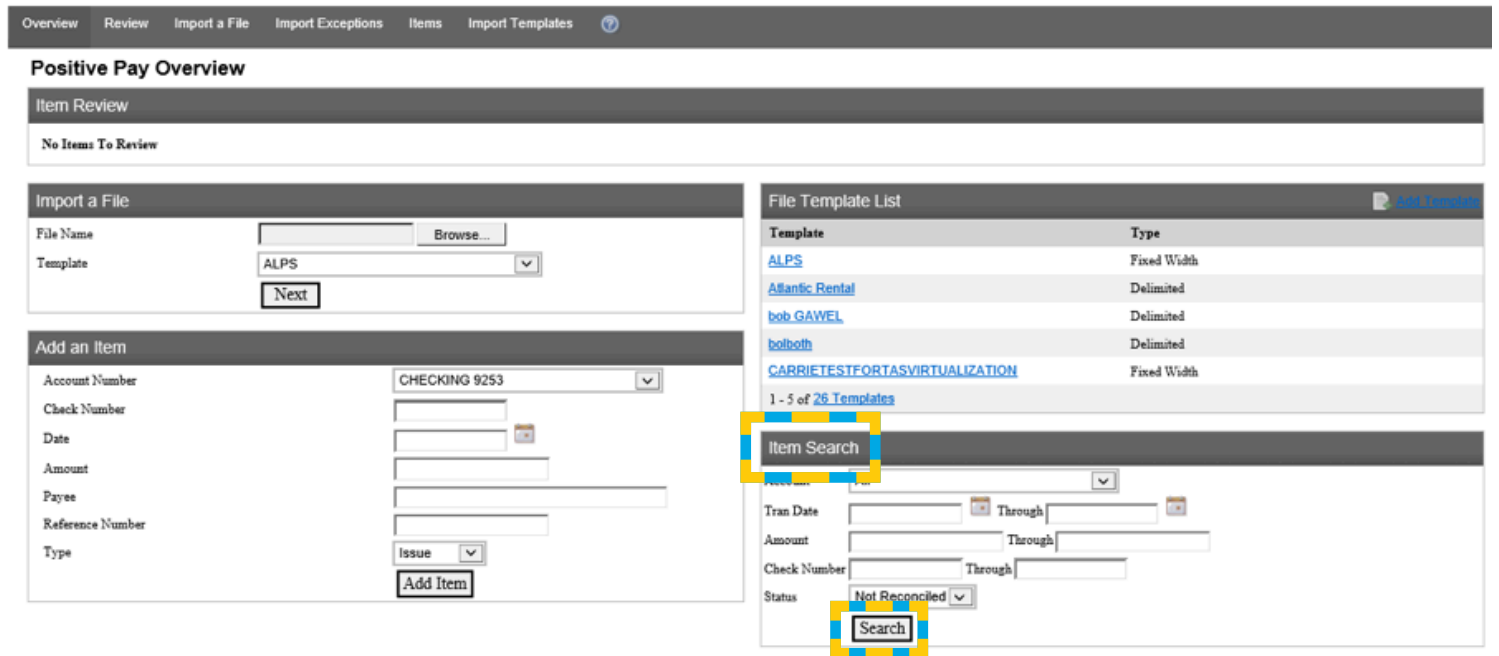 Overview Review Import a File Import Exceptions Items Import Templates ?
Positive Pay Overview
Item Review
No Items To Review
Import a File
File Name Browse...
Template ALPS
Next
Add an Item
Account Number CHECKING 9253
Check Number
Date
Amount
Payee
Reference Number
Type Issue
Add Item
File Template List Add Template
Template Type
ALPS Fixed Width
Atlantic Rental Delimited
bob GAWEL Delimited
bolboth Delimited
CARRIETESTFORTASVIRTUALIZATION Fixed Width
1 - 5 of 26 Templates
Item Search
Tran Date Through
Amount Through
Check Number Through
Status Not Reconciled
Search